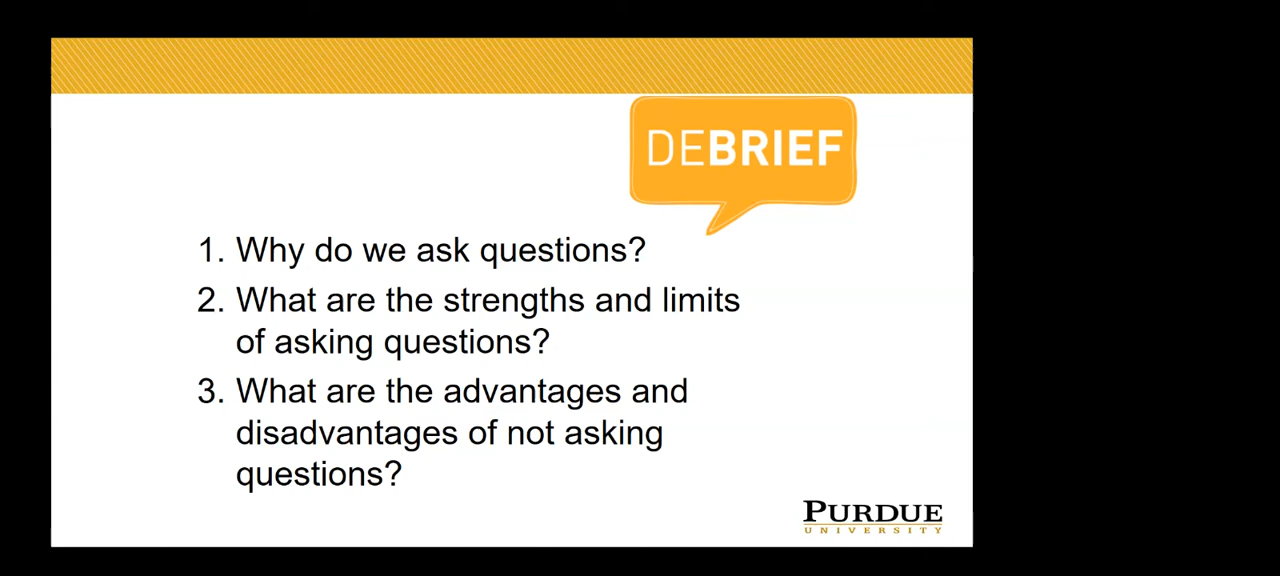 DEBRIEF
1. Why do we ask questions?
2. What are the strengths and limits
of asking questions?
3. What are the advantages and
disadvantages of not asking
questions?
PURDUE
UNIVERSITY